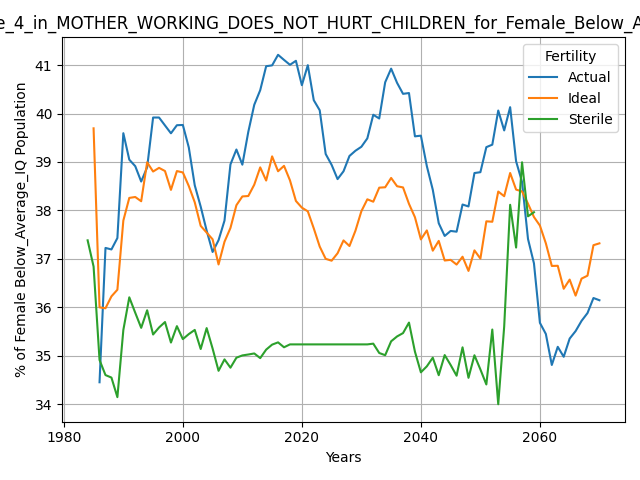 e_4_in_MOTHER_WORKING_DOES_NOT_HURT_CHILDREN_for_Female_Below_A
% of Female Below_Average_IQ Population
41
40
39
38
37
36
35
34
Fertility
Actual
Ideal
Sterile
1980
2000
2020
2040
2060
Years